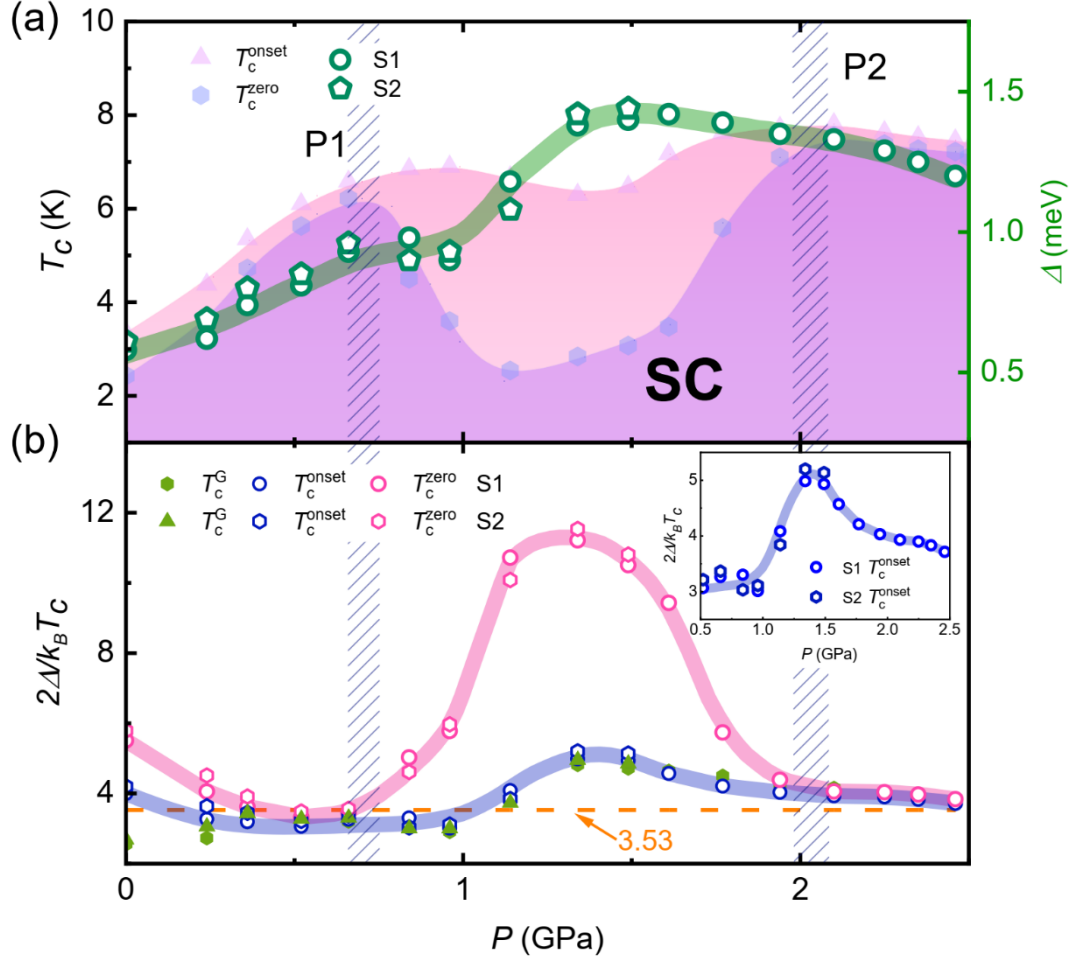 (a)
10
8
6
4
2
T_c (K)
T_c^onset S1
T_c^zero S2
P1
P2
SC
1.5
1.0
0.5
Δ (meV)
(b)
12
8
4
2Δ/k_BT_C
T_c^G T_c^onset T_c^zero S1
T_c^G T_c^onset T_c^zero S2
3.53
5
4
3
2Δ/k_BT_C
S1 T_c^onset
S2 T_c^onset
0.5 1.0 1.5 2.0 2.5
P (GPa)
0 1 2
P (GPa)